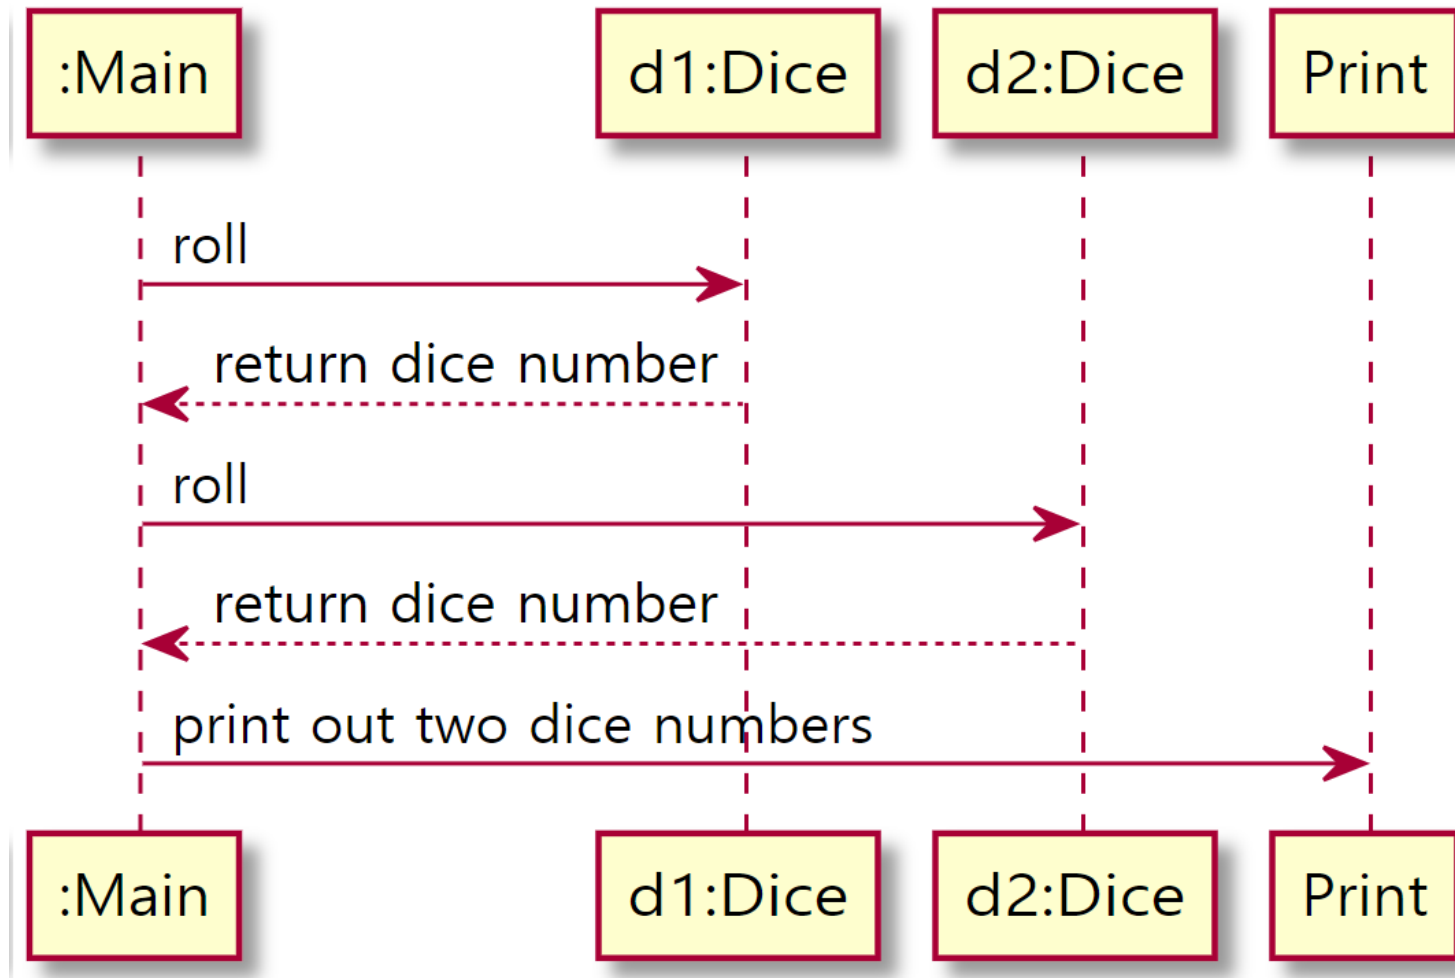 :Main d1:Dice d2:Dice Print
roll
return dice number
roll
return dice number
print out two dice numbers
:Main d1:Dice d2:Dice Print